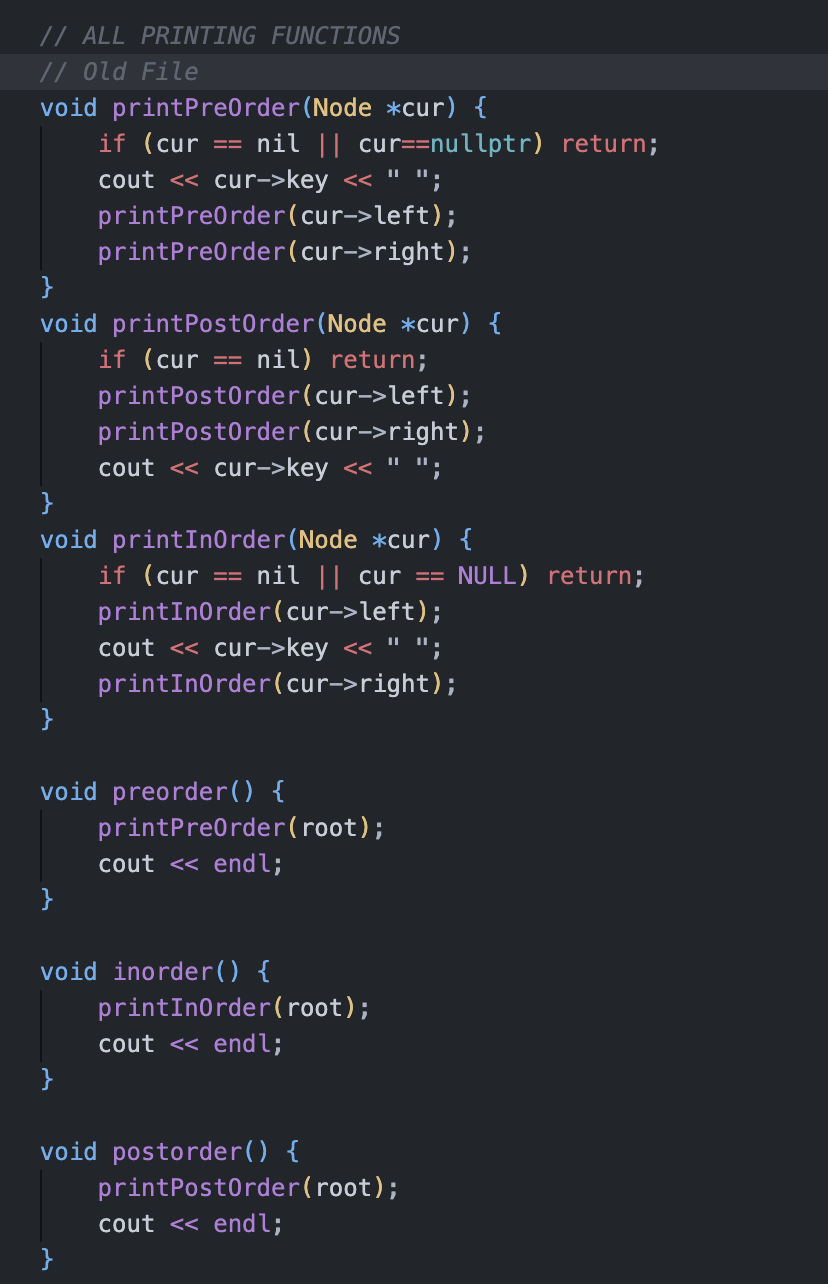 // ALL PRINTING FUNCTIONS
// Old File
void printPreOrder(Node *cur) {
    if (cur == nil || cur==nullptr) return;
    cout << cur->key << " ";
    printPreOrder(cur->left);
    printPreOrder(cur->right);
}
void printPostOrder(Node *cur) {
    if (cur == nil) return;
    printPostOrder(cur->left);
    printPostOrder(cur->right);
    cout << cur->key << " ";
}
void printInOrder(Node *cur) {
    if (cur == nil || cur == NULL) return;
    printInOrder(cur->left);
    cout << cur->key << " ";
    printInOrder(cur->right);
}

void preorder() {
    printPreOrder(root);
    cout << endl;
}

void inorder() {
    printInOrder(root);
    cout << endl;
}

void postorder() {
    printPostOrder(root);
    cout << endl;
}